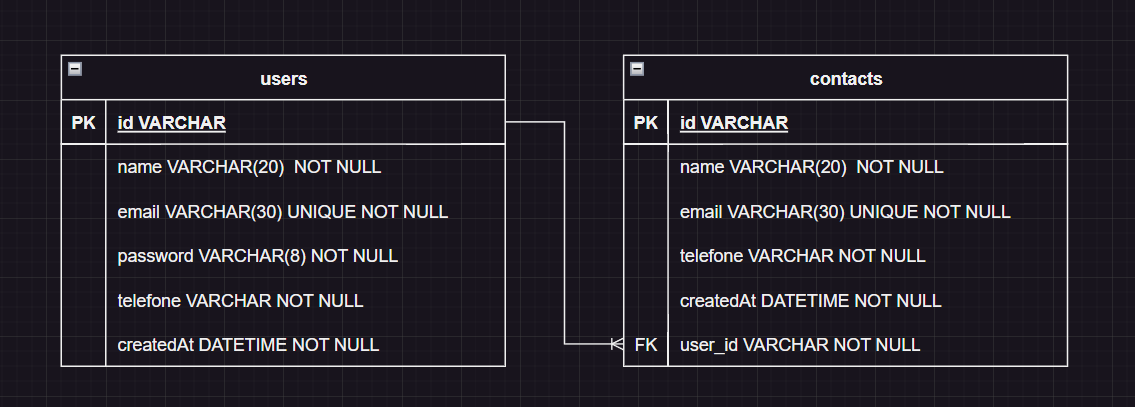 users
PK id VARCHAR
name VARCHAR(20)  NOT NULL
email VARCHAR(30) UNIQUE NOT NULL
password VARCHAR(8) NOT NULL
telefone VARCHAR NOT NULL
createdAt DATETIME NOT NULL
contacts
PK id VARCHAR
name VARCHAR(20)  NOT NULL
email VARCHAR(30) UNIQUE NOT NULL
telefone VARCHAR NOT NULL
createdAt DATETIME NOT NULL
FK user_id VARCHAR NOT NULL